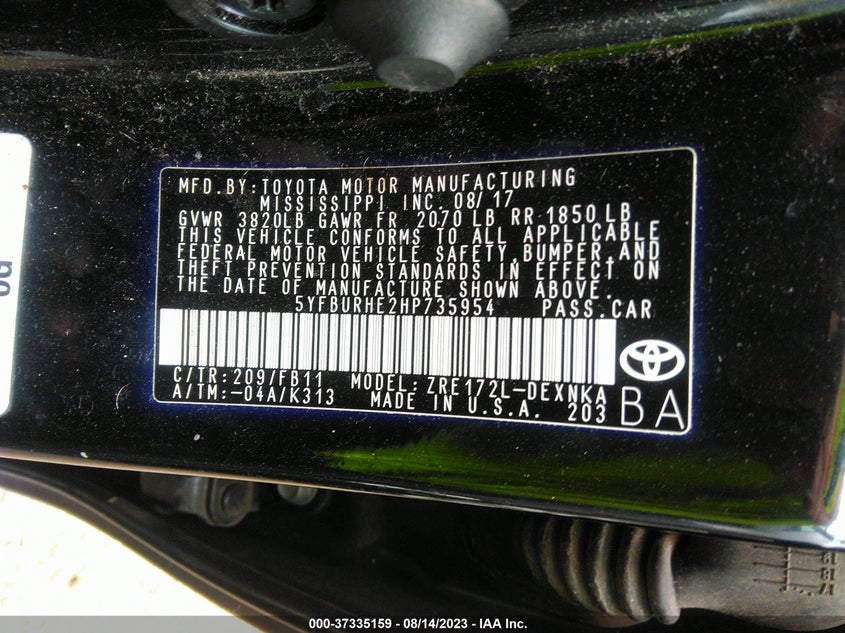 MFD.BY:TOYOTA MOTOR MANUFACTURING
MISSISSIPPI INC.08/17
GVWR 3820LB GAWR FR 2070 LB RR 1850 LB
THIS VEHICLE CONFORMS TO ALL APPLICABLE
FEDERAL MOTOR VEHICLE SAFETY,BUMPER,AND
THEFT PREVENTION STANDARDS IN EFFECT ON
THE DATE OF MANUFACTURE SHOWN ABOVE.
5YFBURHE2HP735954 PASS.CAR
C/TR:209/FB11 MODEL:ZRE172L-DEXNKA
A/TM:-04A/K313 MADE IN U.S.A. 203
BA
000-37335159 - 08/14/2023 - IAA Inc.